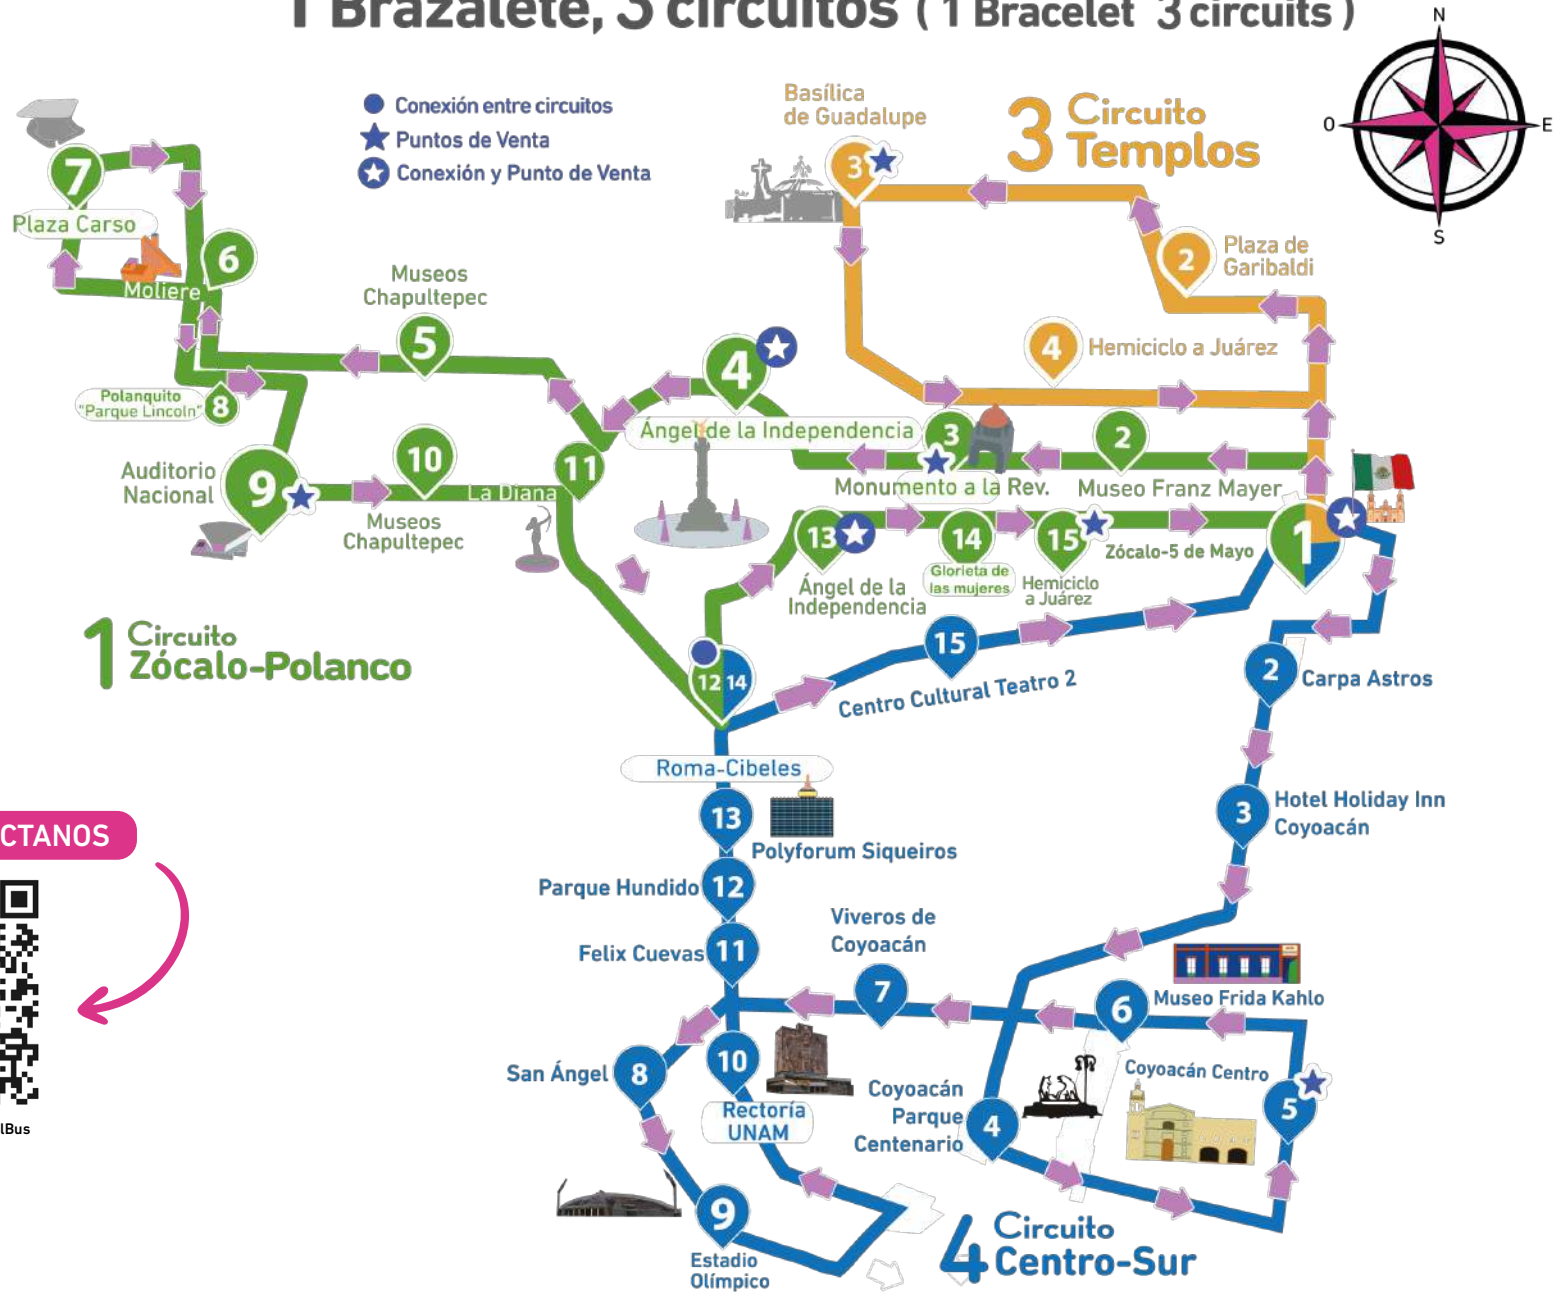 1 Brazalete, 3 circuitos ( 1 Bracelet 3 circuits )
N
O
E
S
Conexión entre circuitos
Puntos de Venta
Conexión y Punto de Venta
Basílica
de Guadalupe
3 Circuito
Templos
3
7
Plaza Carso
6
Moliere
Museos
Chapultepec
5
4
2
Plaza de
Garibaldi
4
Hemiciclo a Juárez
Polanquito
"Parque Lincoln"
8
Ángel de la Independencia
3
2
Monumento a la Rev.
Museo Franz Mayer
Auditorio
Nacional
9
10
Museos
Chapultepec
La Diana
11
13
Ángel de la
Independencia
14
Glorieta de
las mujeres
15
Hemiciclo
a Juárez
Zócalo-5 de Mayo
1
1 Circuito
Zócalo-Polanco
12
14
15
Centro Cultural Teatro 2
2
Carpa Astros
Roma-Cibeles
13
Polyforum Siqueiros
3
Hotel Holiday Inn
Coyoacán
CTANOS
lBus
Parque Hundido
12
Felix Cuevas
11
Viveros de
Coyoacán
7
Museo Frida Kahlo
6
San Ángel
8
10
Rectoría
UNAM
Coyoacán
Parque
Centenario
4
Coyoacán Centro
5
9
Estadio
Olímpico
4 Circuito
Centro-Sur